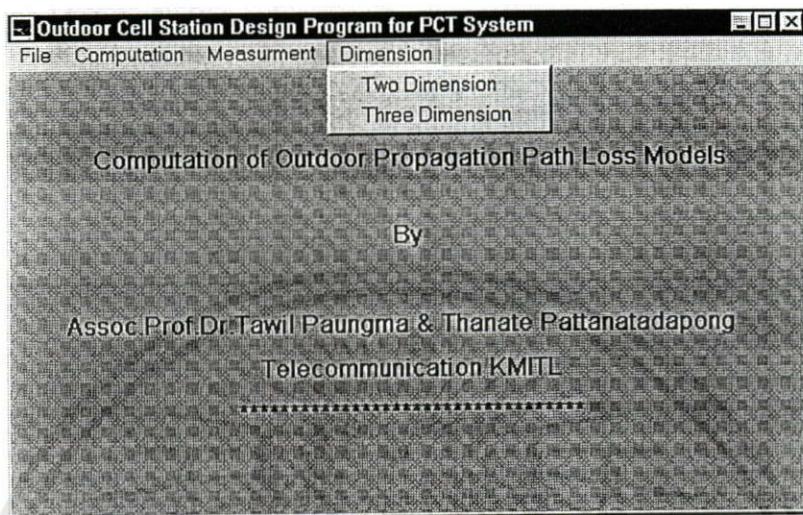 Outdoor Cell Station Design Program for PCT System
File Computation Measurment Dimension
Two Dimension
Three Dimension
Computation of Outdoor Propagation Path Loss Models
By
Assoc.Prof.Dr.Tawil Paungma & Thanate Pattanatadapong
Telecommunication KMITL
*********************************